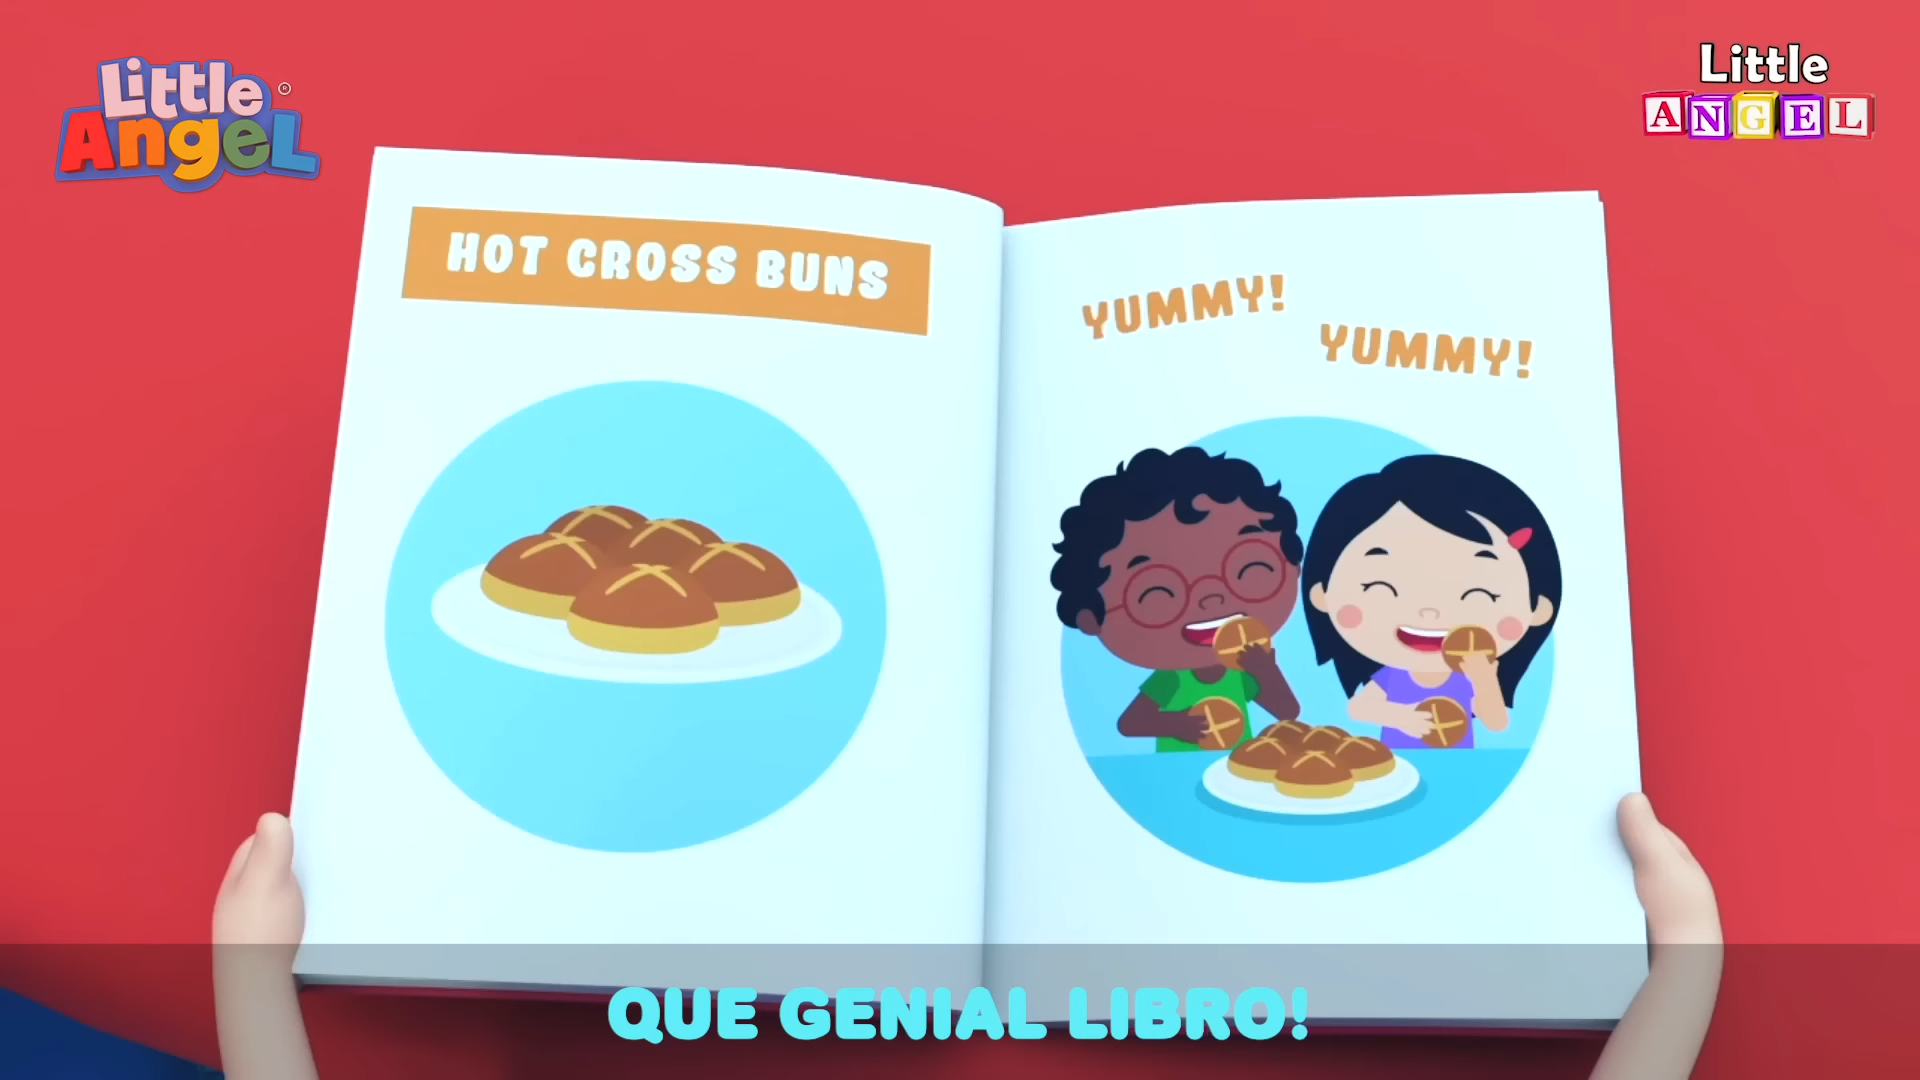 Little
Angel
®
Little
ANGEL
HOT CROSS BUNS
YUMMY!
YUMMY!
QUE GENIAL LIBRO!